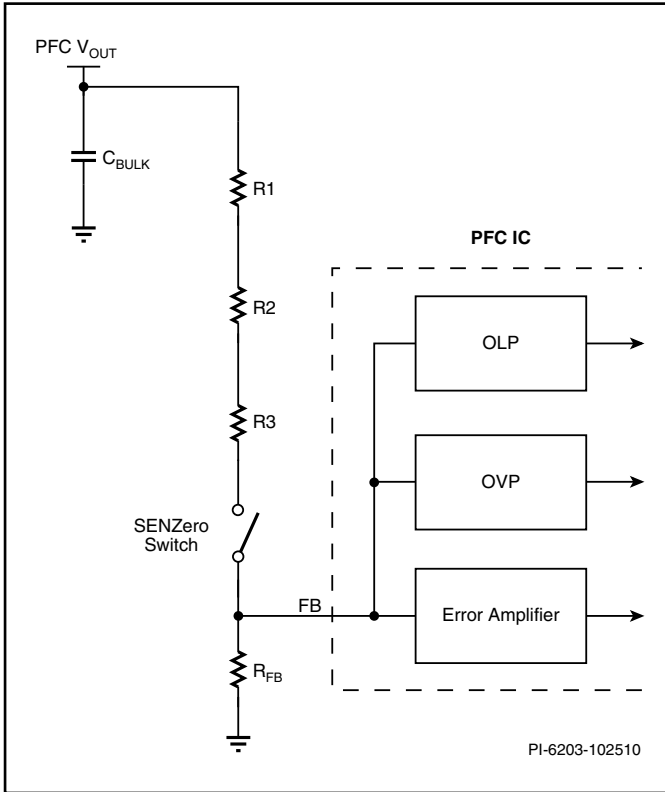 PFC VOUT
CBULK
R1
PFC IC
R2
OLP
R3
OVP
SENZero
Switch
FB
Error Amplifier
RFB
PI-6203-102510